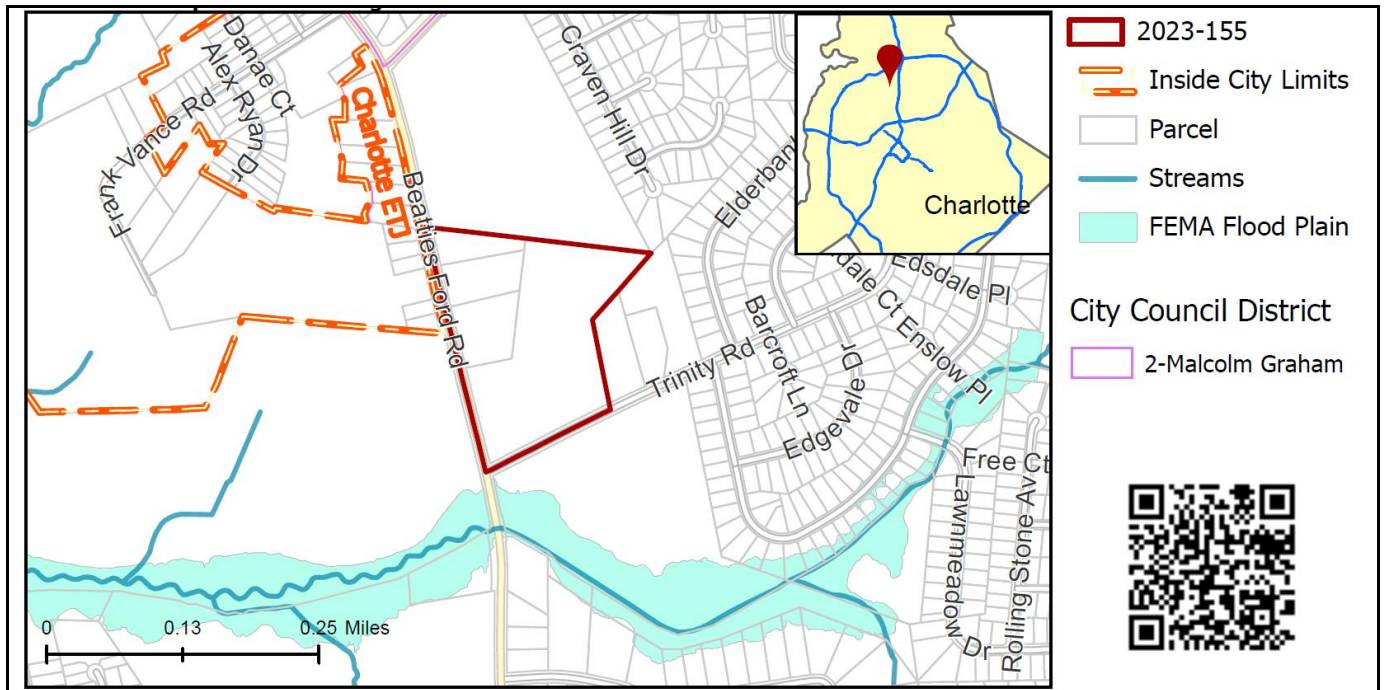 Danae Ct
Alex Ryan
Dr
Frank Vance Rd
Charlotte ETJ
Beatties Ford Rd
Craven Hill Dr
Elderbank
Charlotte
dale Ct
Edsdale Pl
Enslow Pl
Barcroft Ln
Trinity Rd
Edgevale
Dr
Free Ct
Lawnmeadow
Dr
Rolling Stone Av
0 0.13 0.25 Miles
2023-155
Inside City Limits
Parcel
Streams
FEMA Flood Plain
City Council District
2-Malcolm Graham